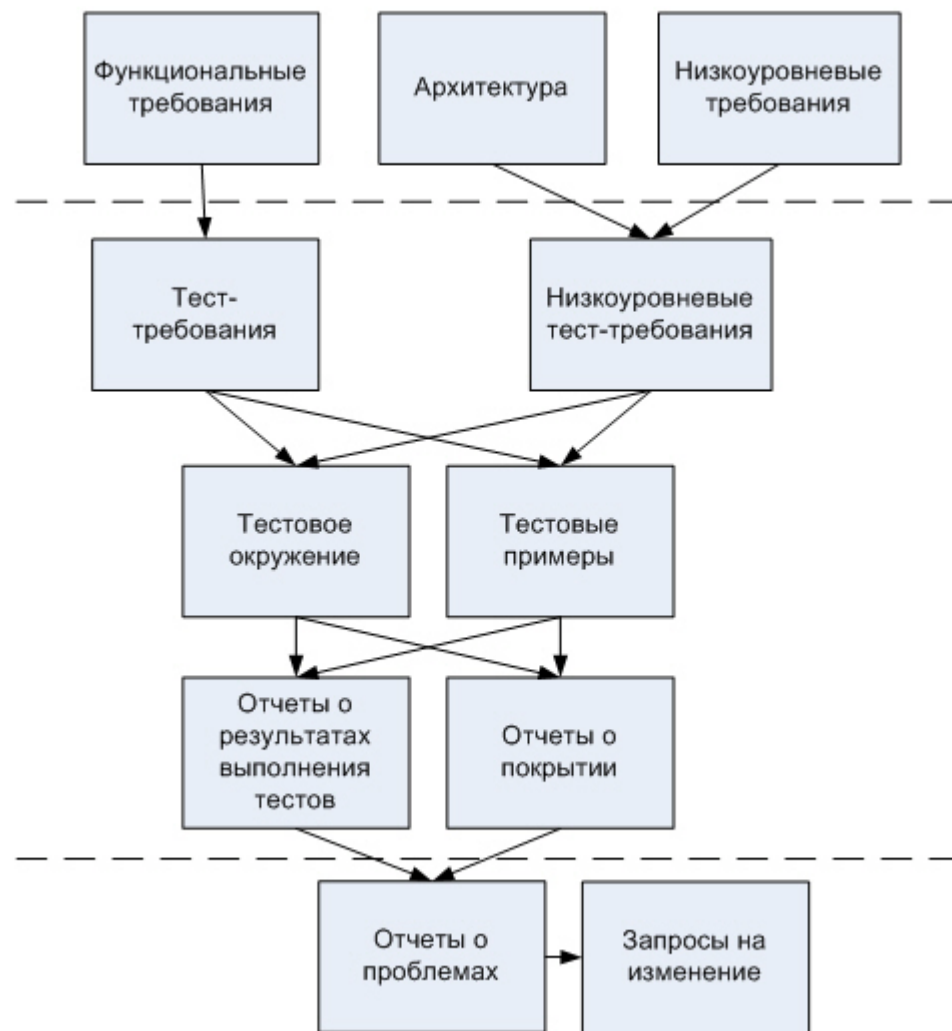 Функциональные
требования
Архитектура
Низкоуровневые
требования
Тест-
требования
Низкоуровневые
тест-требования
Тестовое
окружение
Тестовые
примеры
Отчеты о
результатах
выполнения
тестов
Отчеты о
покрытии
Отчеты о
проблемах
Запросы на
изменение